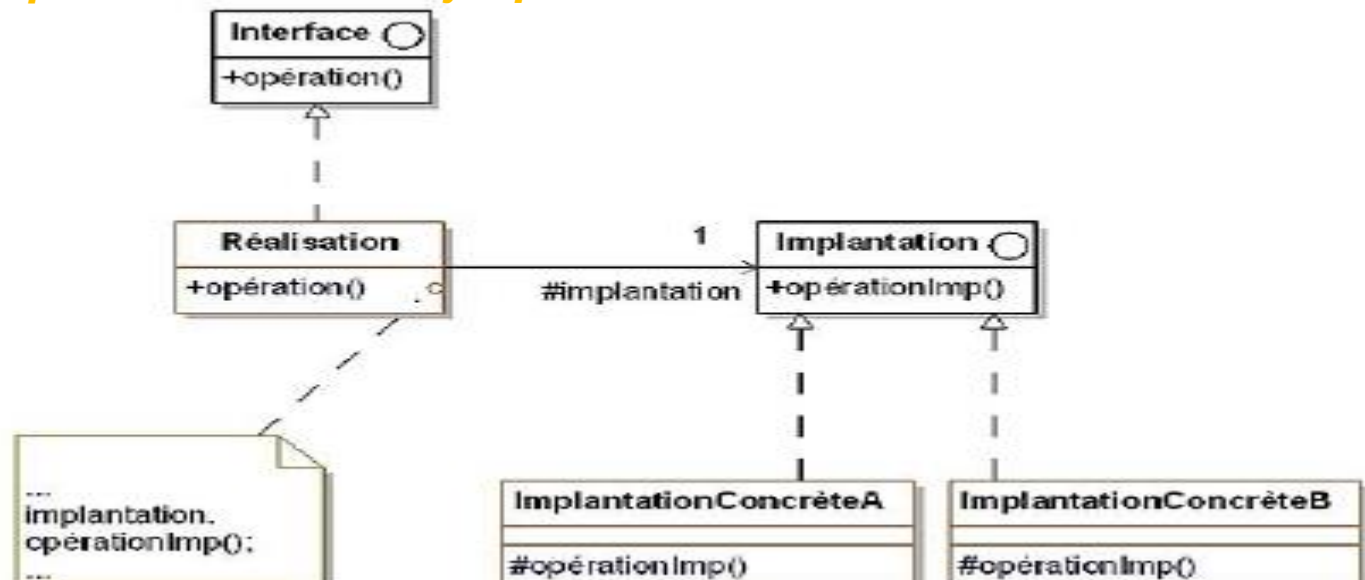 Interface
+opération()
Réalisation
+opération()
1
#implantation
Implantation
+opérationImp()
...
implantation.
opérationImp();
...
ImplantationConcrèteA
#opérationImp()
ImplantationConcrèteB
#opérationImp()